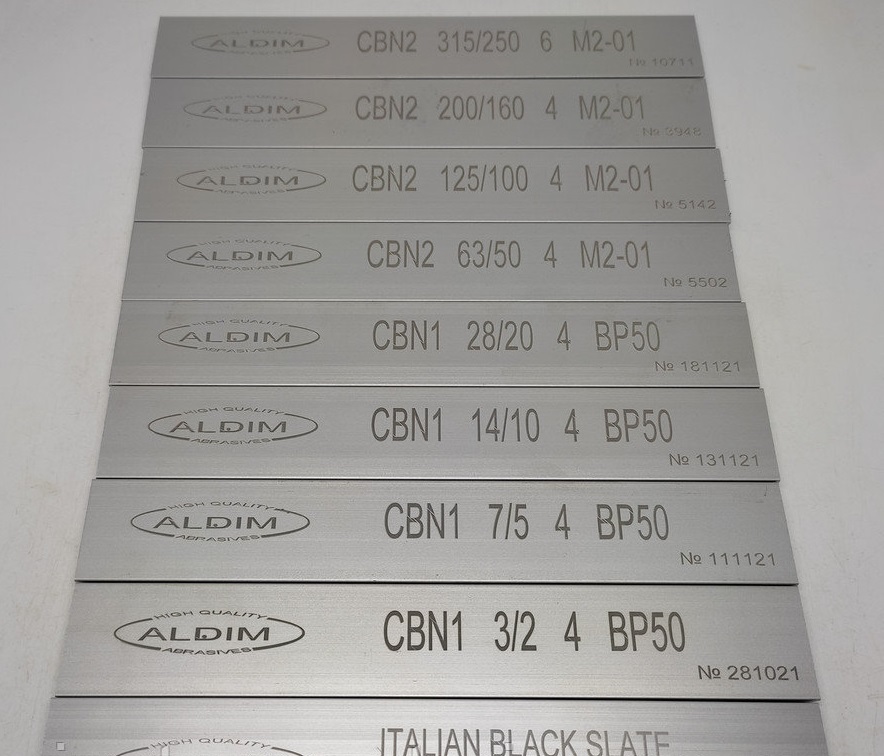 ALDIM CBN2 315/250 6 M2-01
№ 10711
ALDIM CBN2 200/160 4 M2-01
№ 3948
HIGH QUALITY
ALDIM CBN2 125/100 4 M2-01
ABRASIVES
№ 5142
HIGH QUALITY
ALDIM CBN2 63/50 4 M2-01
ABRASIVES
№ 5502
HIGH QUALITY
ALDIM CBN1 28/20 4 BP50
ABRASIVES
№ 181121
HIGH QUALITY
ALDIM CBN1 14/10 4 BP50
ABRASIVES
№ 131121
HIGH QUALITY
ALDIM CBN1 7/5 4 BP50
ABRASIVES
№ 111121
HIGH QUALITY
ALDIM CBN1 3/2 4 BP50
ABRASIVES
№ 281021
HIGH QUALITY
ITALIAN BLACK SLATE